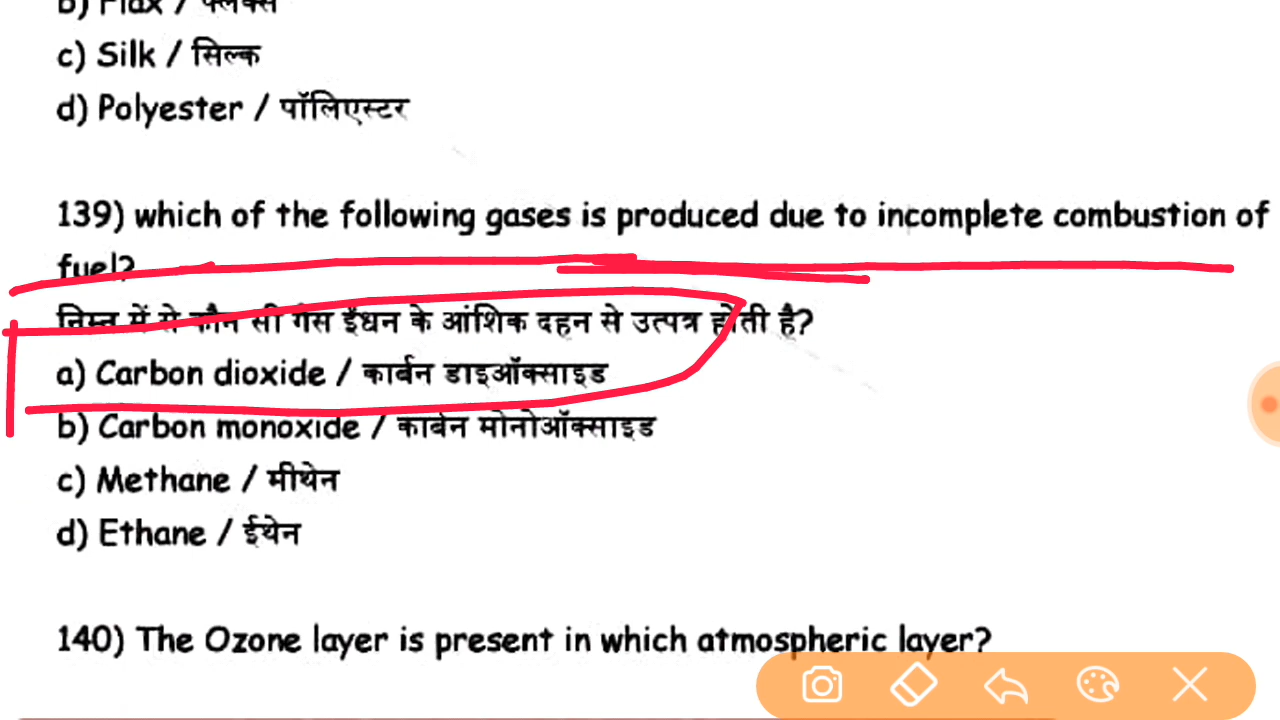 b) Flax / फ्लैक्स
c) Silk / सिल्क
d) Polyester / पॉलिएस्टर
139) which of the following gases is produced due to incomplete combustion of
fuel?
निम्न में से कौन सी गैस ईंधन के आंशिक दहन से उत्पन्न होती है?
a) Carbon dioxide / कार्बन डाइऑक्साइड
b) Carbon monoxide / कार्बन मोनोऑक्साइड
c) Methane / मीथेन
d) Ethane / ईथेन
140) The Ozone layer is present in which atmospheric layer?